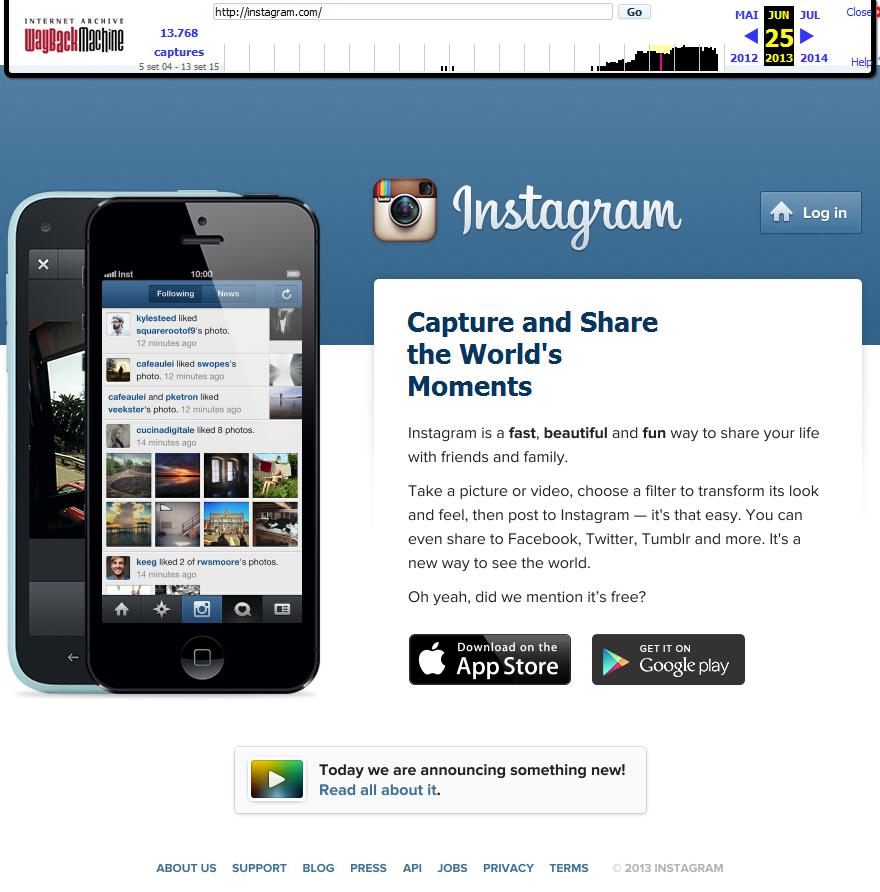 INTERNET ARCHIVE
WayBackMachine
http://instagram.com/
Go
13.768
captures
5 set 04 - 13 set 15
MAI JUN JUL
25
2012 2013 2014
Close
Help
Instagram
Log in
Inst 10:00
Following News
kylesteed liked
squarerootof9's photo.
12 minutes ago
cafeaulei liked swopes's
photo. 12 minutes ago
cafeaulei and pketron liked
veekster's photo. 12 minutes ago
cucinadigitale liked 8 photos.
14 minutes ago
keeg liked 2 of rwsmoore's photos.
14 minutes ago
Capture and Share
the World's
Moments
Instagram is a fast, beautiful and fun way to share your life
with friends and family.
Take a picture or video, choose a filter to transform its look
and feel, then post to Instagram — it's that easy. You can
even share to Facebook, Twitter, Tumblr and more. It's a
new way to see the world.
Oh yeah, did we mention it’s free?
Download on the
App Store
GET IT ON
Google play
Today we are announcing something new!
Read all about it.
ABOUT US SUPPORT BLOG PRESS API JOBS PRIVACY TERMS © 2013 INSTAGRAM